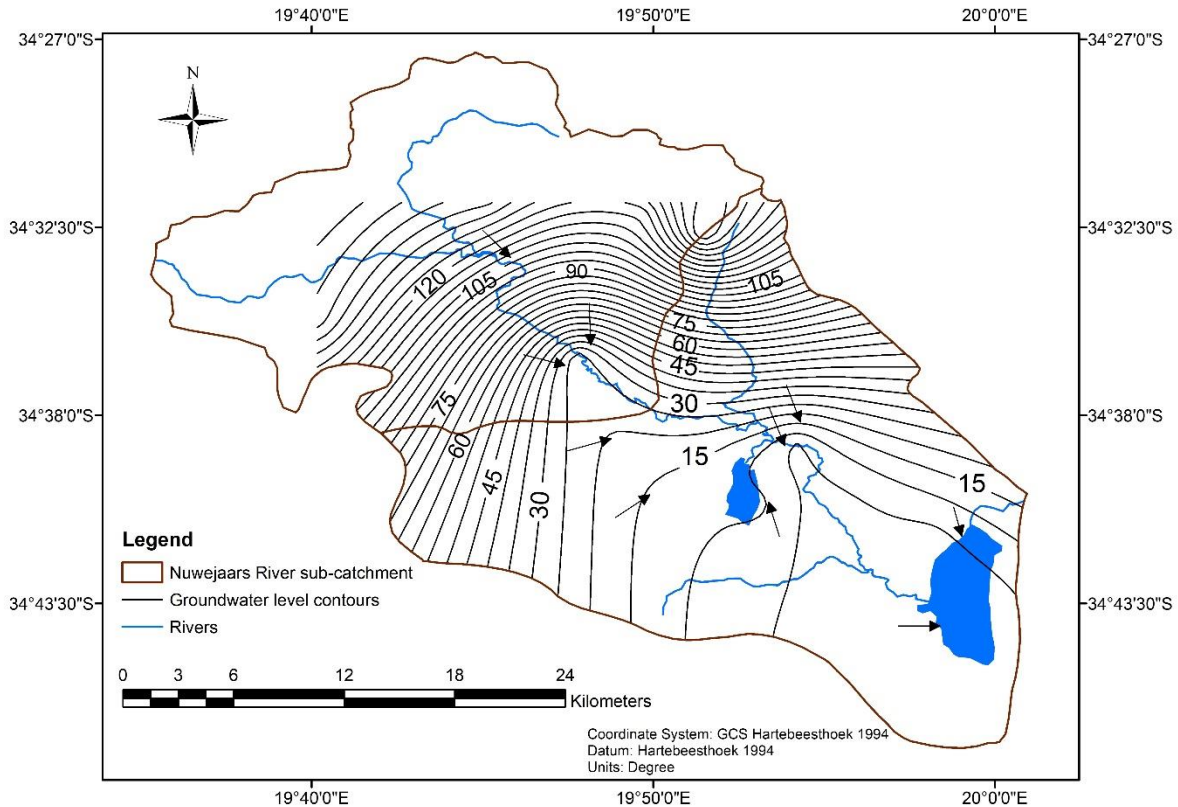 19°40'0"E 19°50'0"E 20°0'0"E
34°27'0"S 34°27'0"S
N
34°32'30"S 34°32'30"S
120
105
90
105
75
60
45
30
75
60
45
30
15
15
34°38'0"S 34°38'0"S
Legend
Nuwejaars River sub-catchment
Groundwater level contours
Rivers
34°43'30"S 34°43'30"S
0 3 6 12 18 24
Kilometers
Coordinate System: GCS Hartebeesthoek 1994
Datum: Hartebeesthoek 1994
Units: Degree
19°40'0"E 19°50'0"E 20°0'0"E